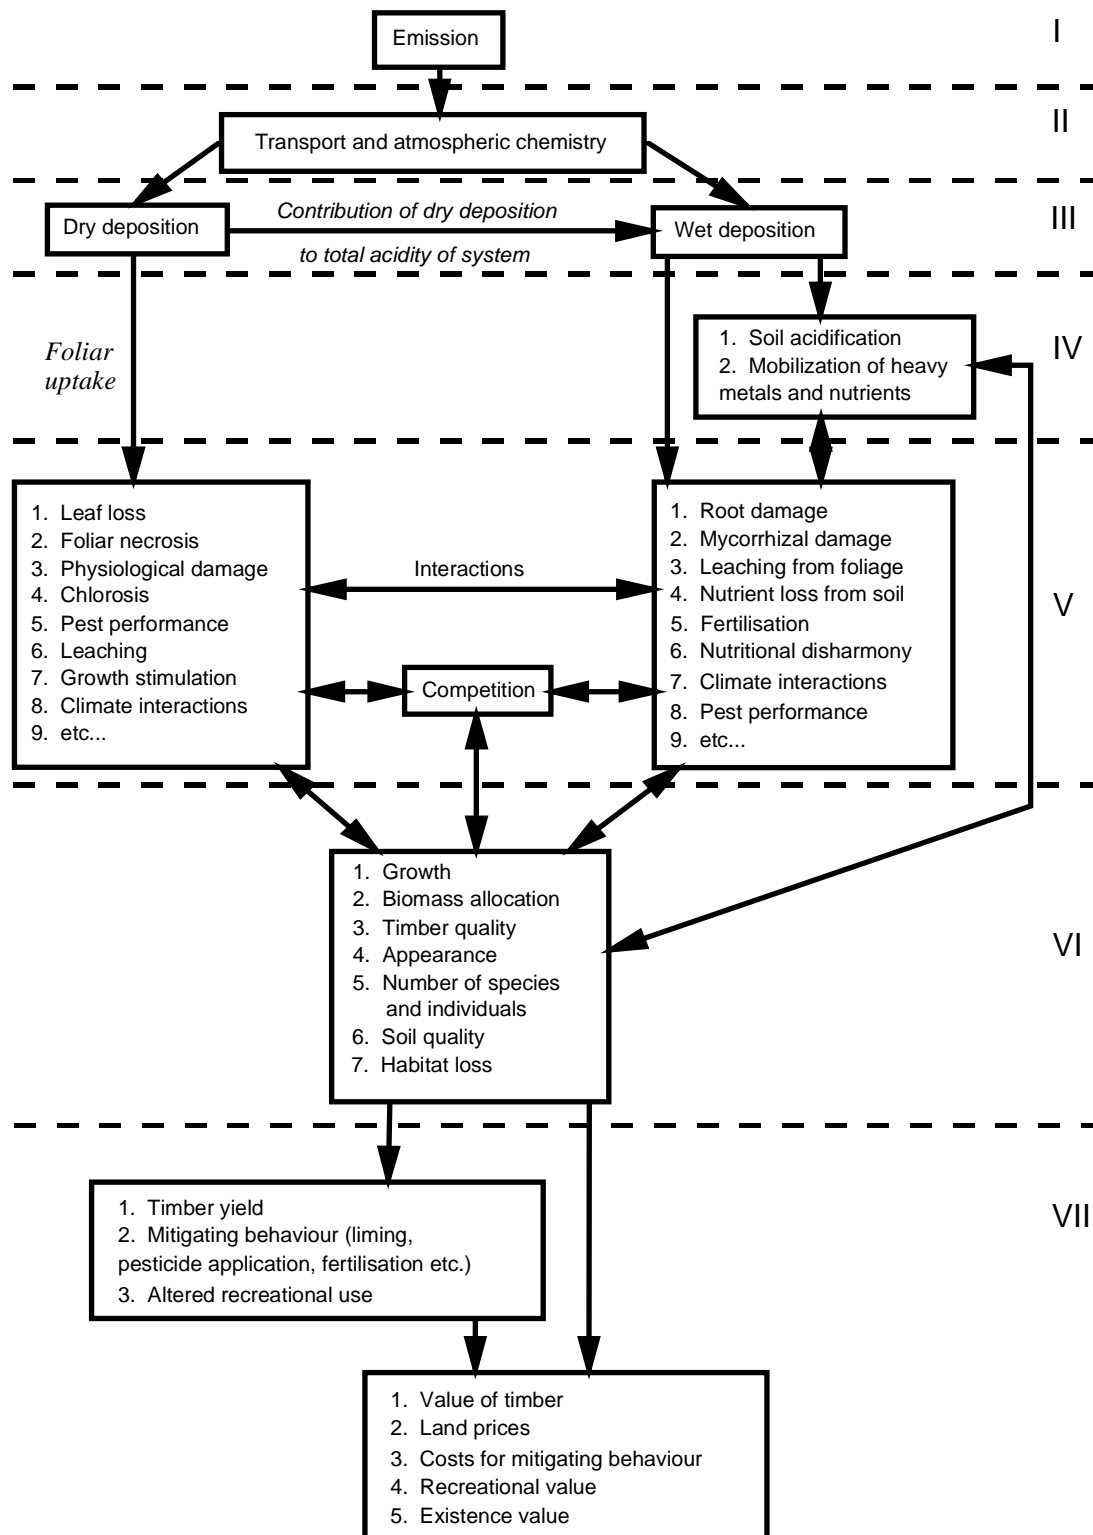 Emission
I
II
Transport and atmospheric chemistry
Dry deposition
Contribution of dry deposition
to total acidity of system
Wet deposition
III
Foliar
uptake
1. Soil acidification
2. Mobilization of heavy
metals and nutrients
IV
1. Leaf loss
2. Foliar necrosis
3. Physiological damage
4. Chlorosis
5. Pest performance
6. Leaching
7. Growth stimulation
8. Climate interactions
9. etc...
Interactions
Competition
1. Root damage
2. Mycorrhizal damage
3. Leaching from foliage
4. Nutrient loss from soil
5. Fertilisation
6. Nutritional disharmony
7. Climate interactions
8. Pest performance
9. etc...
V
1. Growth
2. Biomass allocation
3. Timber quality
4. Appearance
5. Number of species
and individuals
6. Soil quality
7. Habitat loss
VI
1. Timber yield
2. Mitigating behaviour (liming,
pesticide application, fertilisation etc.)
3. Altered recreational use
VII
1. Value of timber
2. Land prices
3. Costs for mitigating behaviour
4. Recreational value
5. Existence value